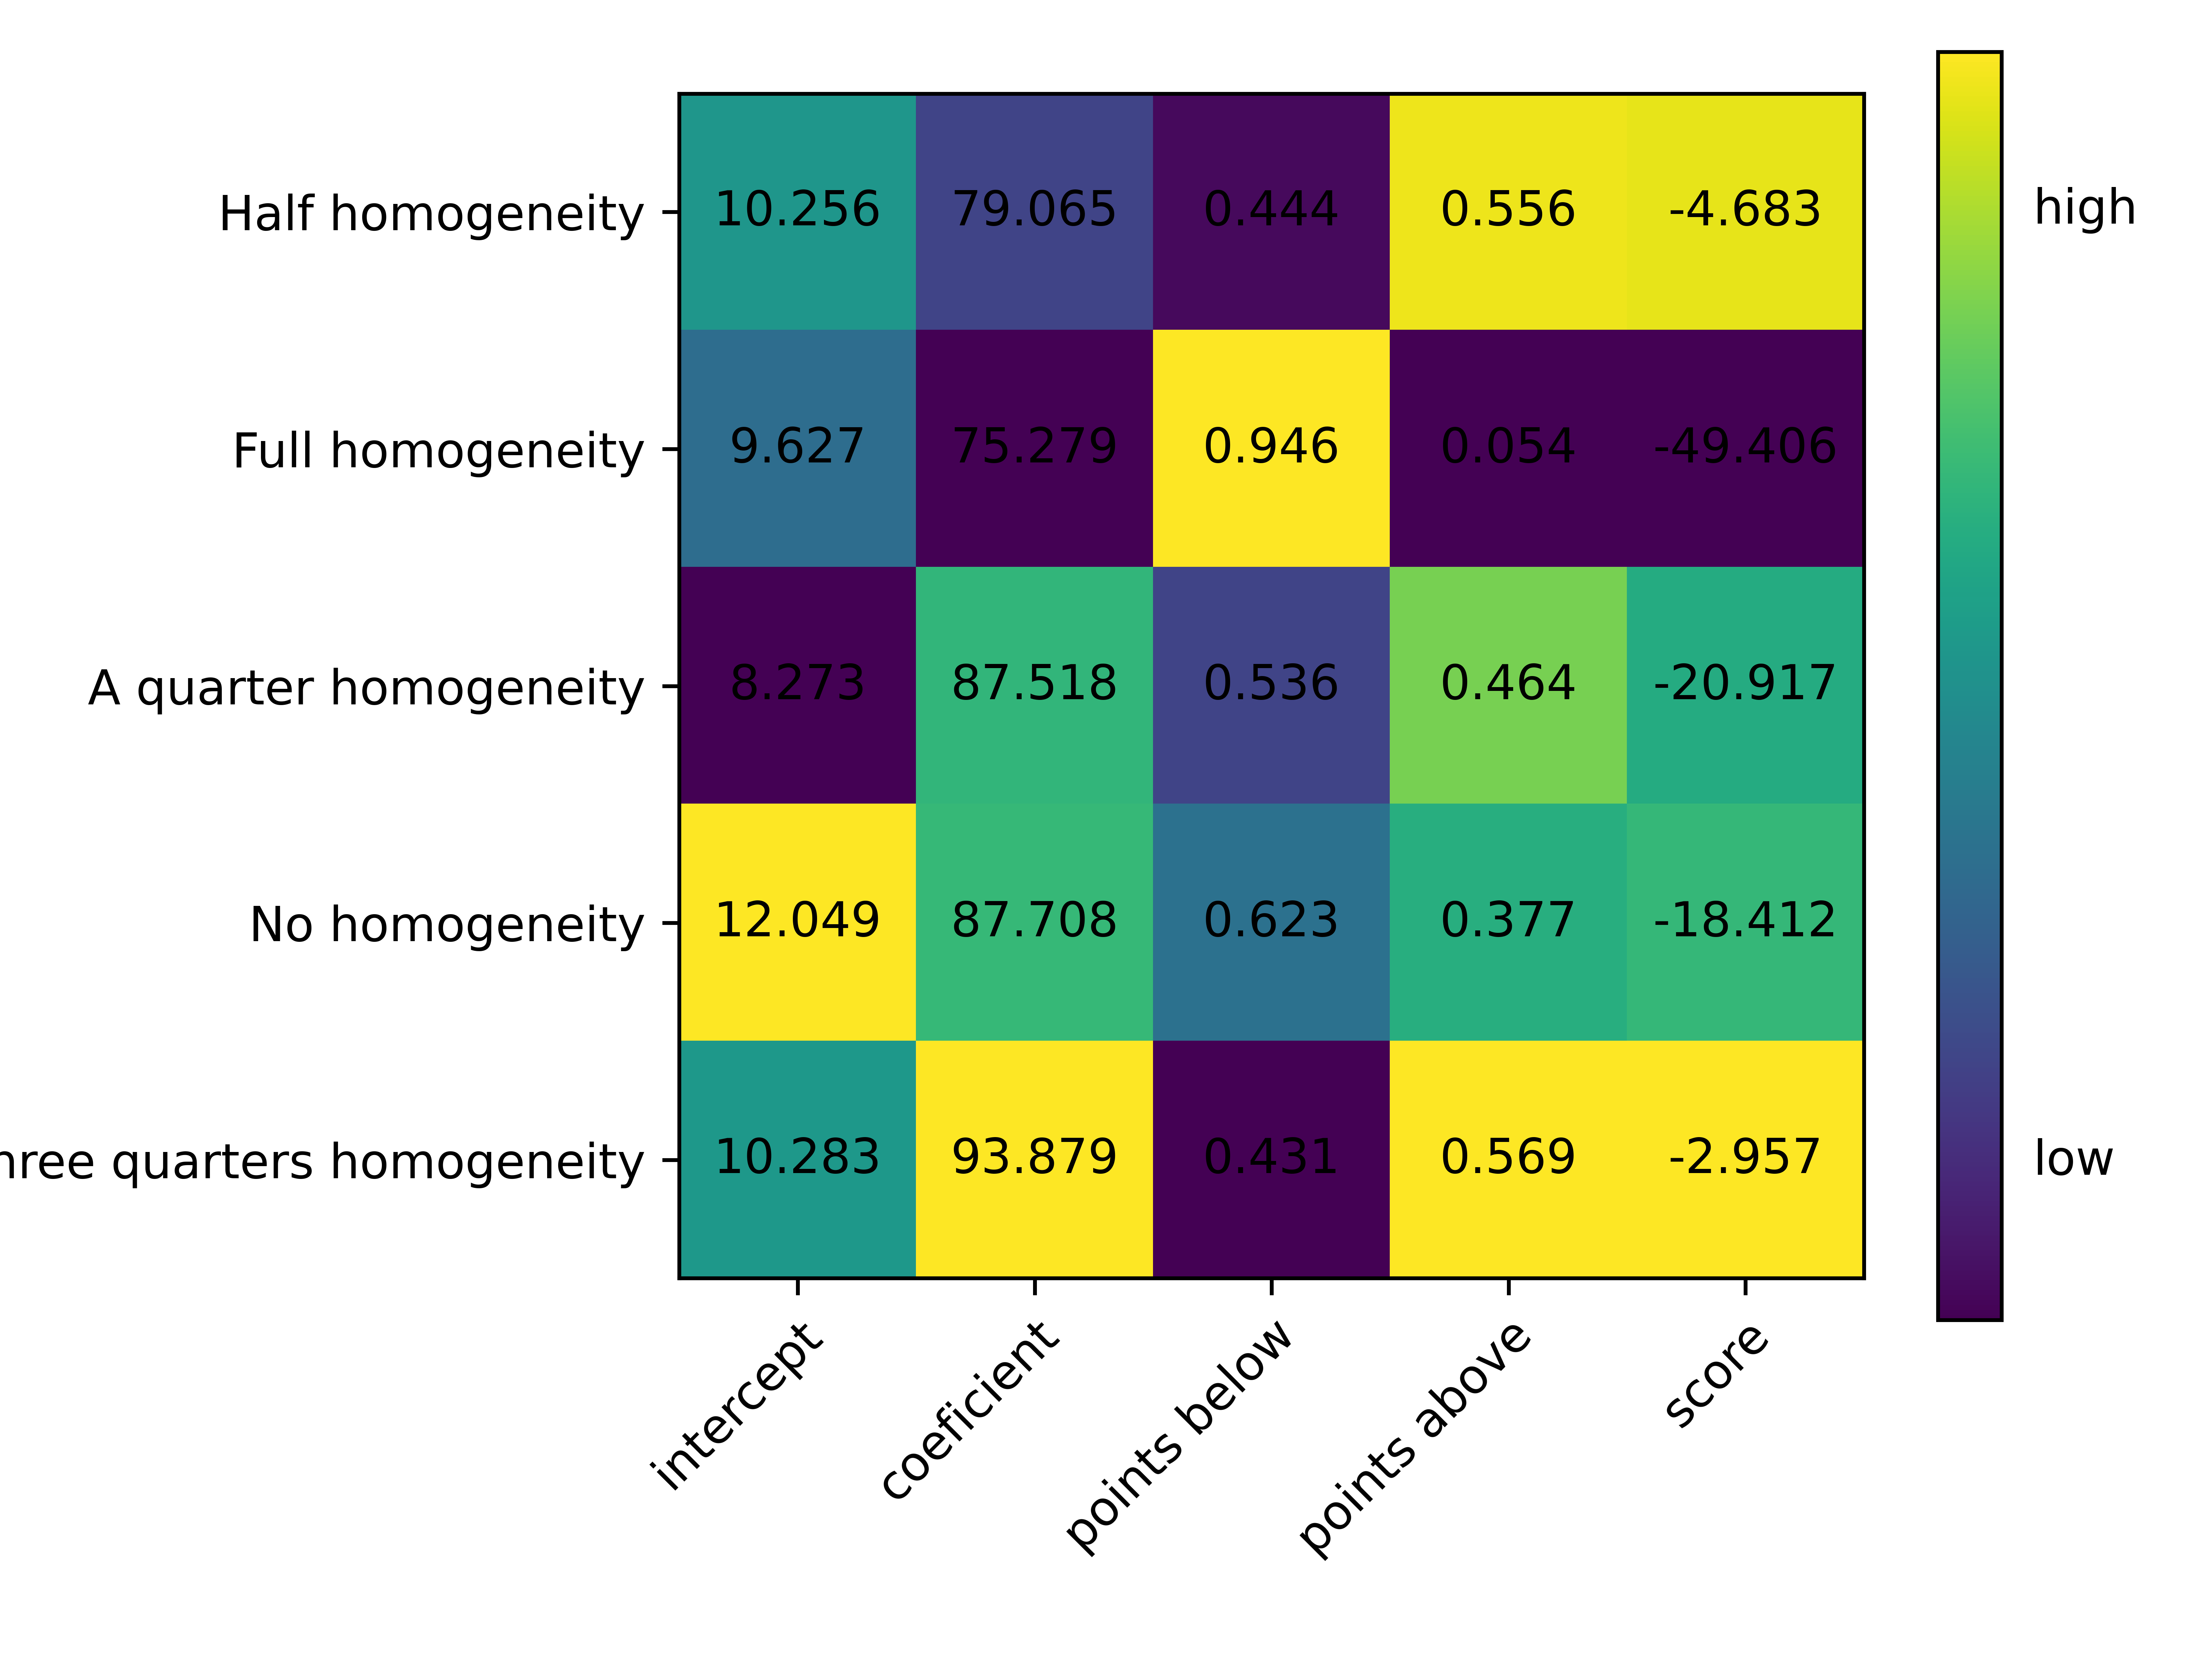 high
Half homogeneity 10.256 79.065 0.444 0.556 -4.683
Full homogeneity 9.627 75.279 0.946 0.054 -49.406
A quarter homogeneity 8.273 87.518 0.536 0.464 -20.917
No homogeneity 12.049 87.708 0.623 0.377 -18.412
quarters homogeneity 10.283 93.879 0.431 0.569 -2.957
low
intercept
coeficient
points below
points above
score